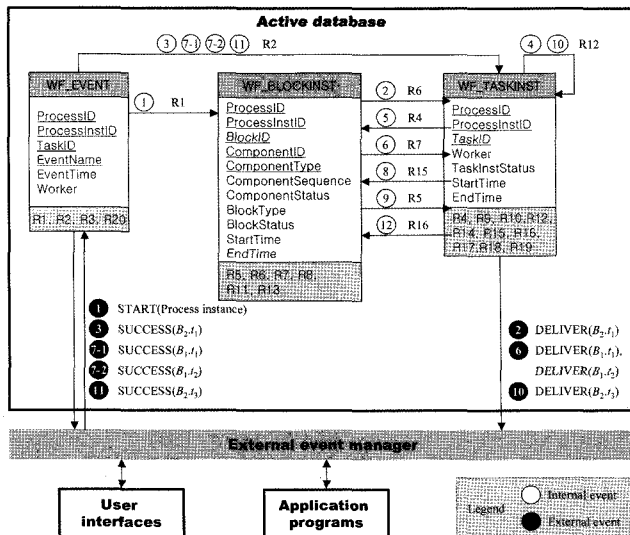 Active database
3 7-1 7-2 11 R2
4 10 R12
WF_EVENT
ProcessID
ProcessInstID
TaskID
EventName
EventTime
Worker
R1, R2, R3, R20
1 R1
WF_BLOCKINST
ProcessID
ProcessInstID
BlockID
ComponentID
ComponentType
ComponentSequence
ComponentStatus
BlockType
BlockStatus
StartTime
EndTime
R5, R6, R7, R8,
R11, R13
2 R6
5 R4
6 R7
8 R15
9 R5
12 R16
WF_TASKINST
ProcessID
ProcessInstID
TaskID
Worker
TaskInstStatus
StartTime
EndTime
R4, R9, R10, R12,
R14, R15, R16,
R17, R18, R19
1 START(Process instance)
3 SUCCESS(B2.t1)
7-1 SUCCESS(B1.t1)
7-2 SUCCESS(B1.t2)
11 SUCCESS(B2.t3)
2 DELIVER(B2.t1)
6 DELIVER(B1.t1),
DELIVER(B1.t2)
10 DELIVER(B2.t3)
External event manager
User
interfaces
Application
programs
Legend
Internal event
External event